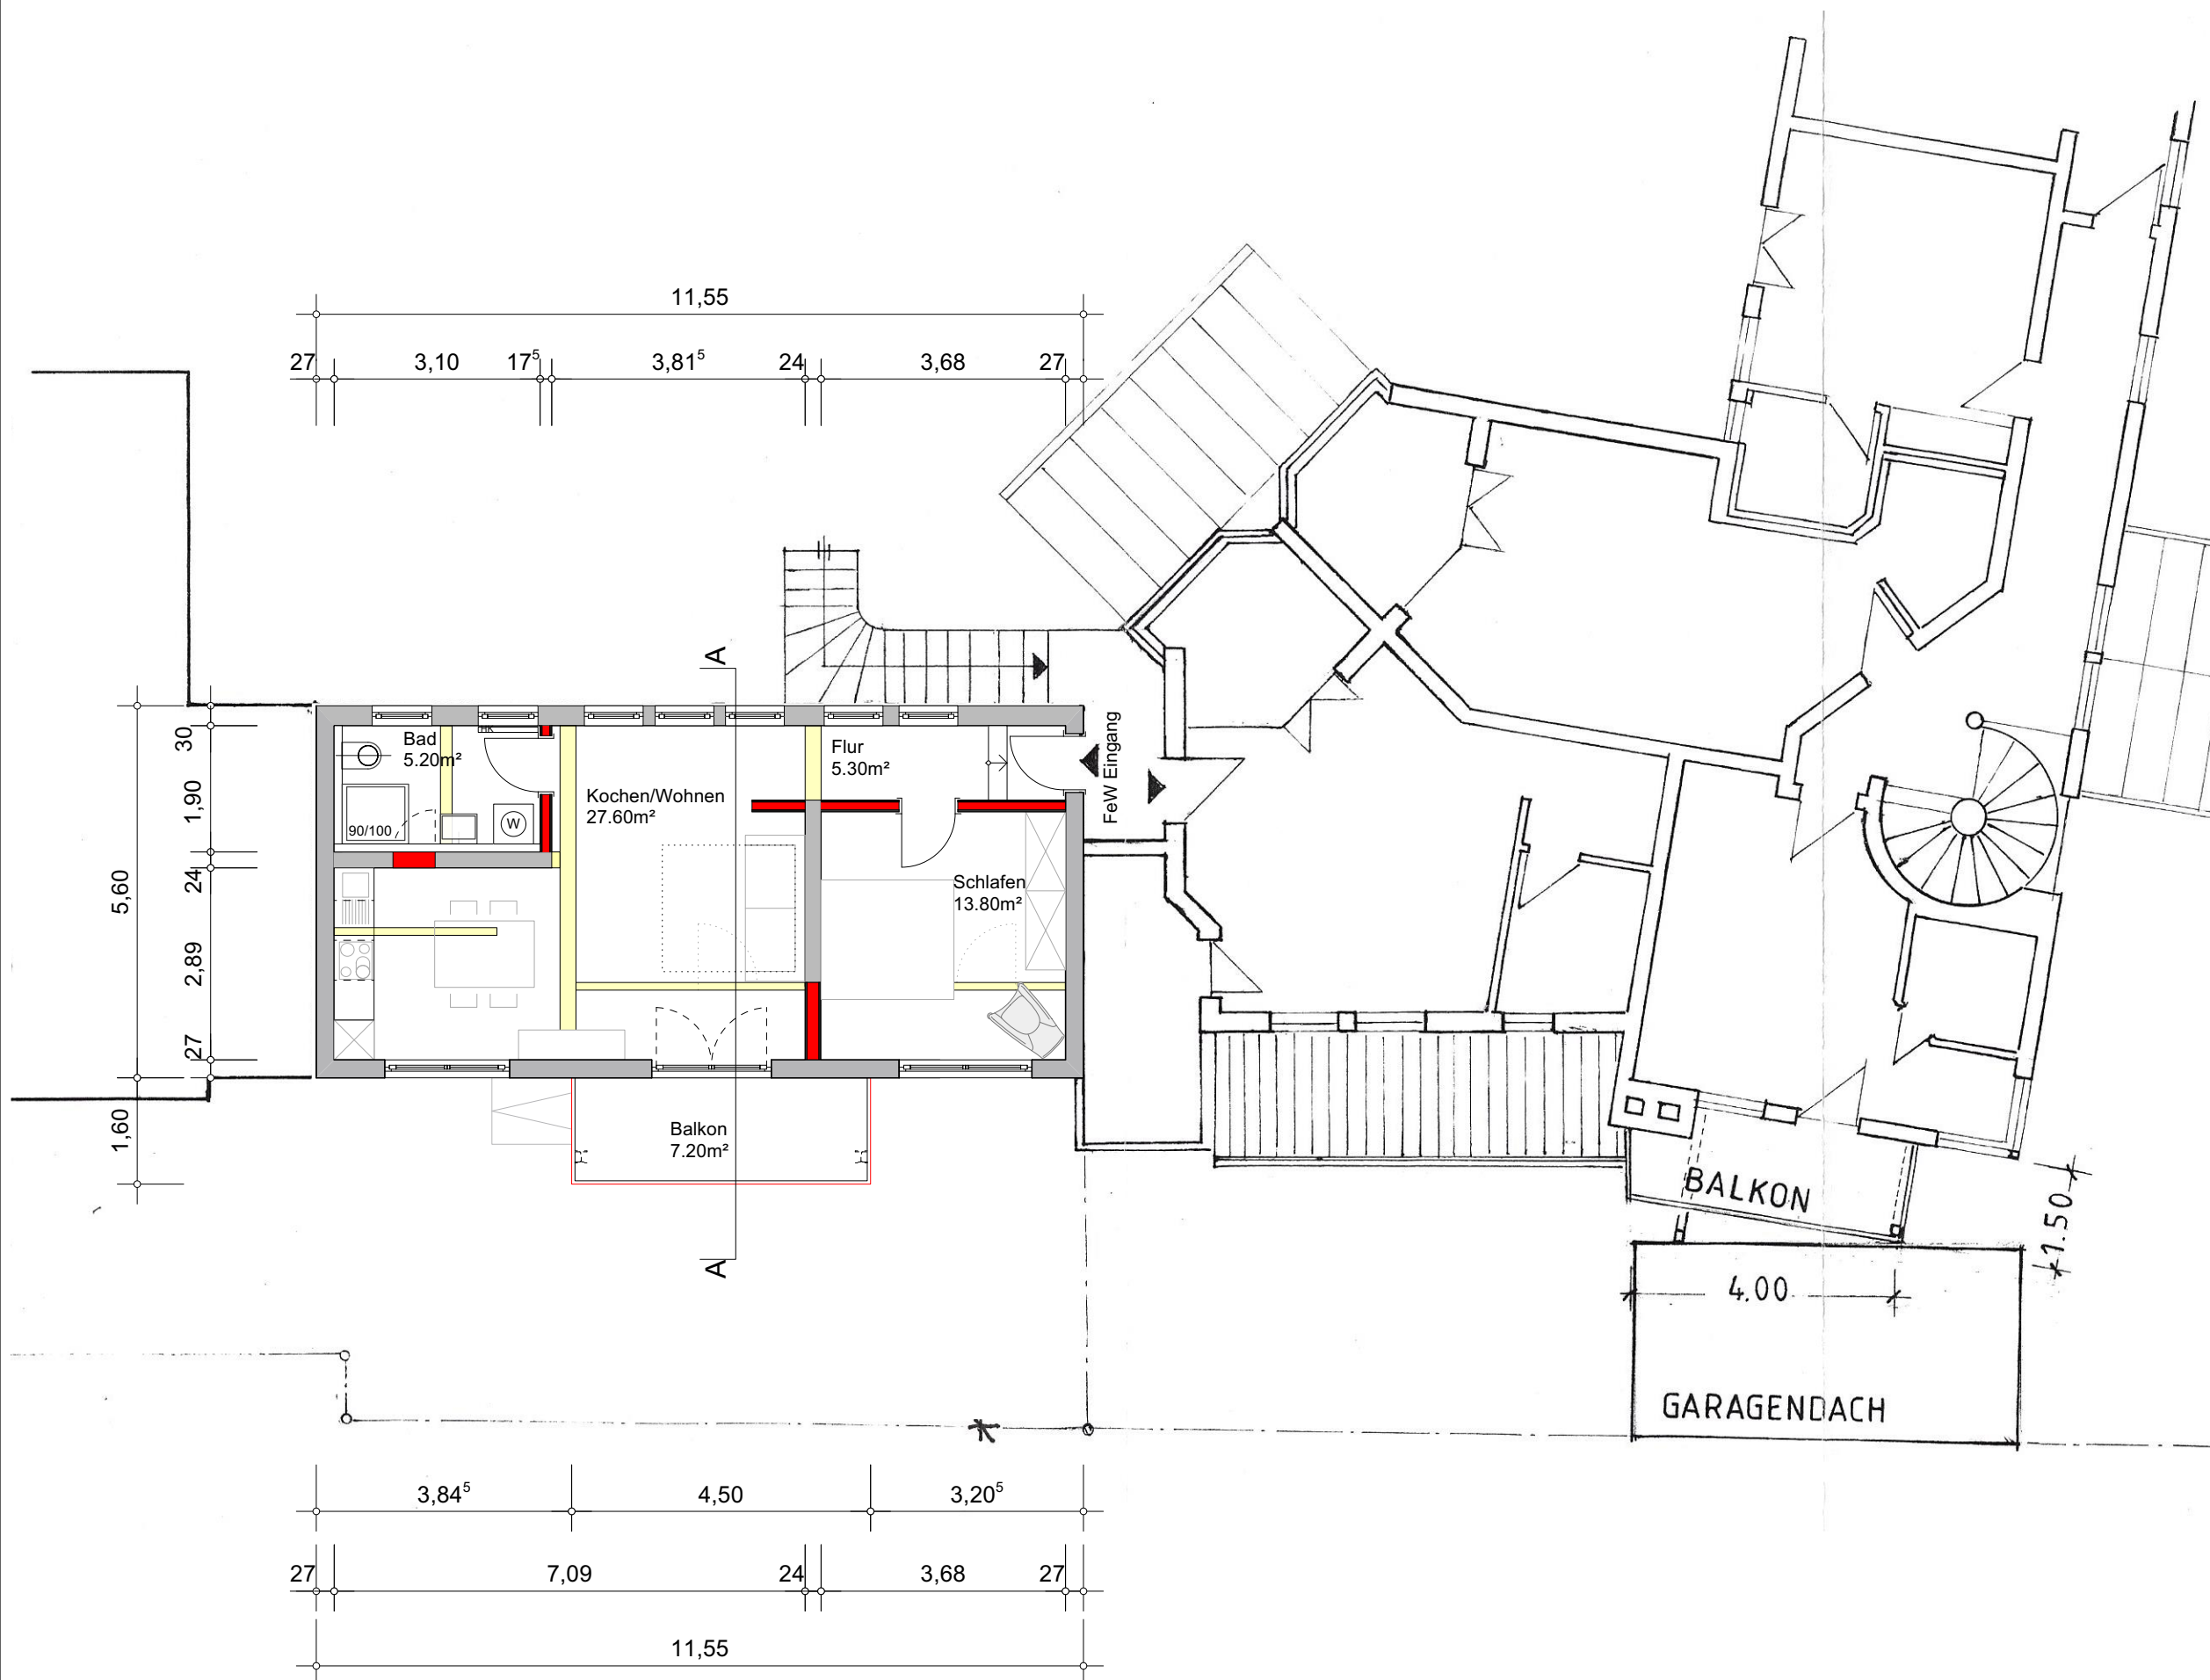 11,55
27 3,10 17⁵ 3,81⁵ 24 3,68 27
A
30
1,90
24
2,89
27
5,60
1,60
HK
Bad
5.20m²
90/100
W
Kochen/Wohnen
27.60m²
Flur
5.30m²
FeW Eingang
Schlafen
13.80m²
Balkon
7.20m²
A
BALKON
1.50
4.00
GARAGENDACH
3,84⁵ 4,50 3,20⁵
27 7,09 24 3,68 27
11,55